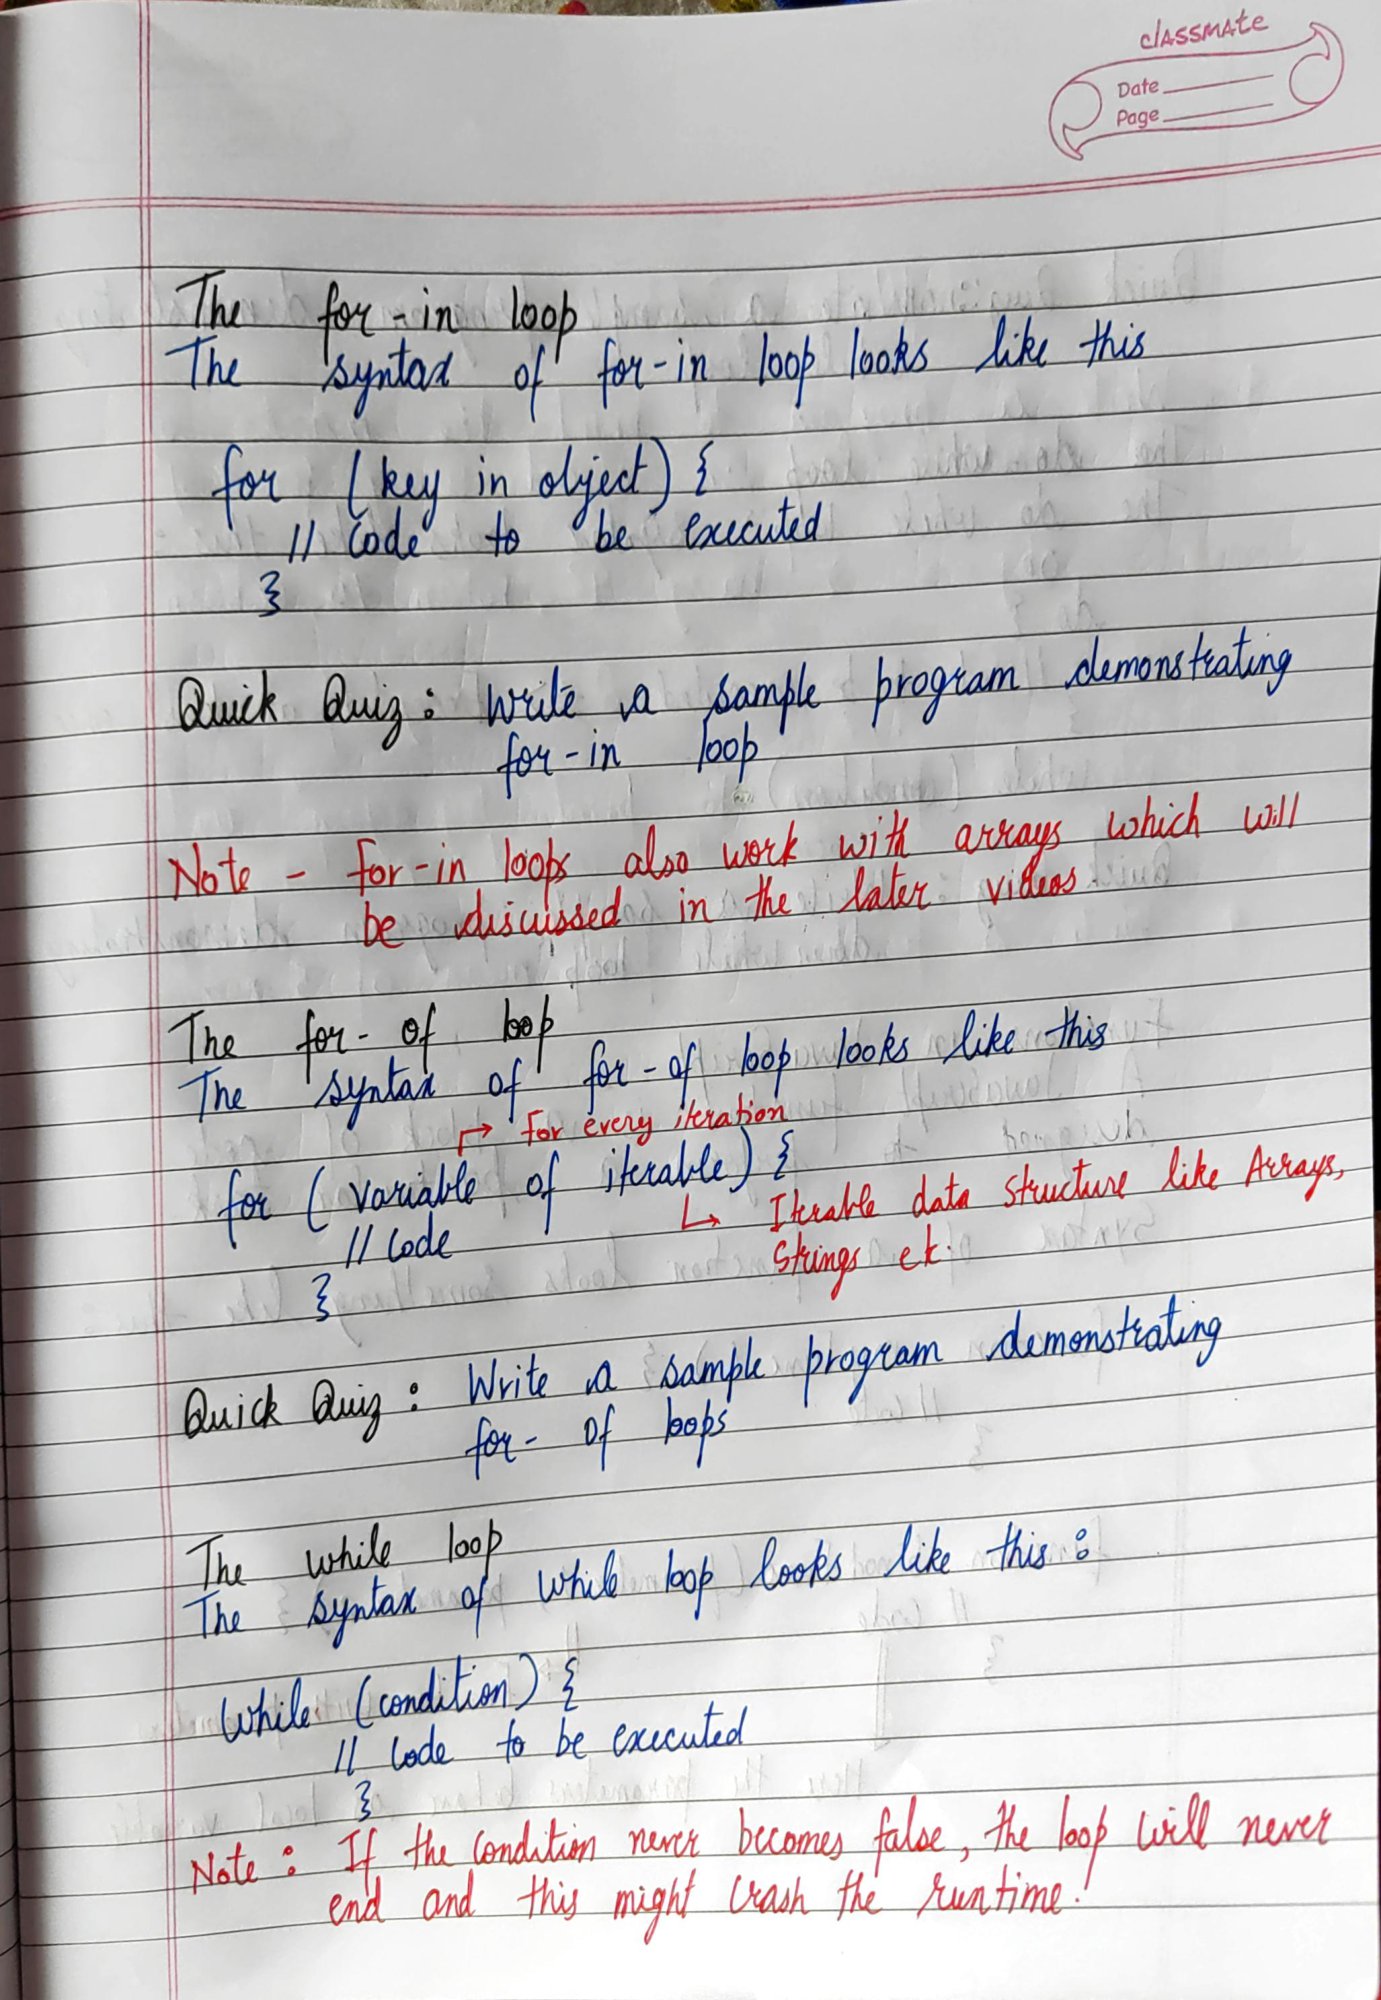 classmate
Date
Page
The for-in loop
The syntax of for-in loop looks like this
for (key in object) {
// Code to be executed
}
Quick Quiz: Write a sample program demonstrating
for-in loop
Note - for-in loops also work with arrays which will
be discussed in the later videos
The for-of loop
The syntax of for-of loop looks like this
↱ for every iteration
for (variable of iterable) {
↳ Iterable data structure like Arrays,
// Code
Strings etc.
}
Quick Quiz: Write a sample program demonstrating
for-of loops
The while loop
The syntax of while loop looks like this:
While (condition) {
// Code to be executed
}
Note: If the condition never becomes false, the loop will never
end and this might crash the runtime!